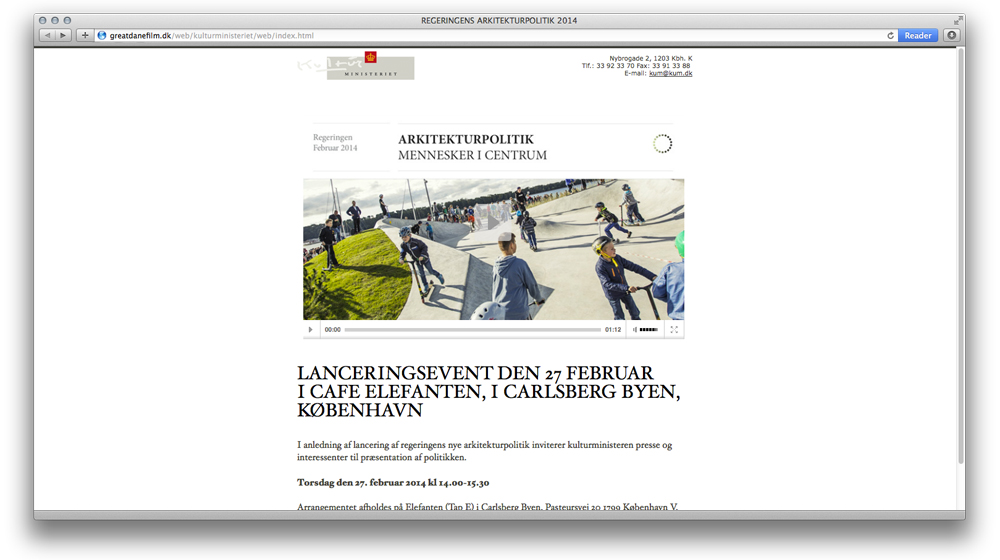 REGERINGENS ARKITEKTURPOLITIK 2014
greatdanefilm.dk/web/kulturministeriet/web/index.html
Reader
Kultur
MINISTERIET
Nybrogade 2, 1203 Kbh. K
Tlf.: 33 92 33 70 Fax: 33 91 33 88
E-mail: kum@kum.dk
Regeringen
Februar 2014
ARKITEKTURPOLITIK
MENNESKER I CENTRUM
00:00
01:12
LANCERINGSEVENT DEN 27 FEBRUAR
I CAFE ELEFANTEN, I CARLSBERG BYEN,
KØBENHAVN
I anledning af lancering af regeringens nye arkitekturpolitik inviterer kulturministeren presse og
interessenter til præsentation af politikken.
Torsdag den 27. februar 2014 kl 14.00-15.30
Arrangementet afholdes på Elefanten (Tap E) i Carlsberg Byen, Pasteursvej 20 1799 København V.